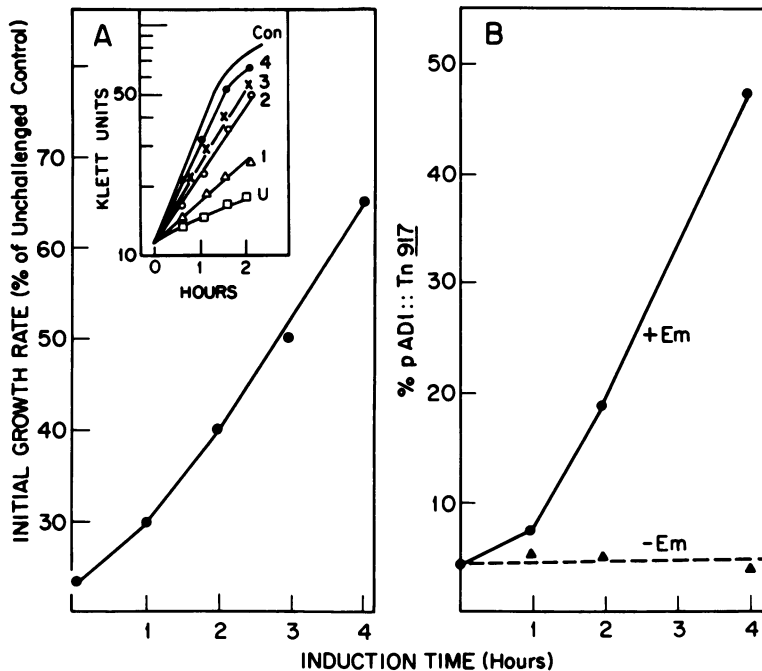 A
INITIAL GROWTH RATE (% of Unchallenged Control)
70
60
50
40
30
1
2
3
4
KLETT UNITS
50
10
0
1
2
HOURS
Con
4
3
2
1
U
B
% pAD1::Tn 917
50
40
30
20
10
+Em
-Em
1
2
3
4
INDUCTION TIME (Hours)